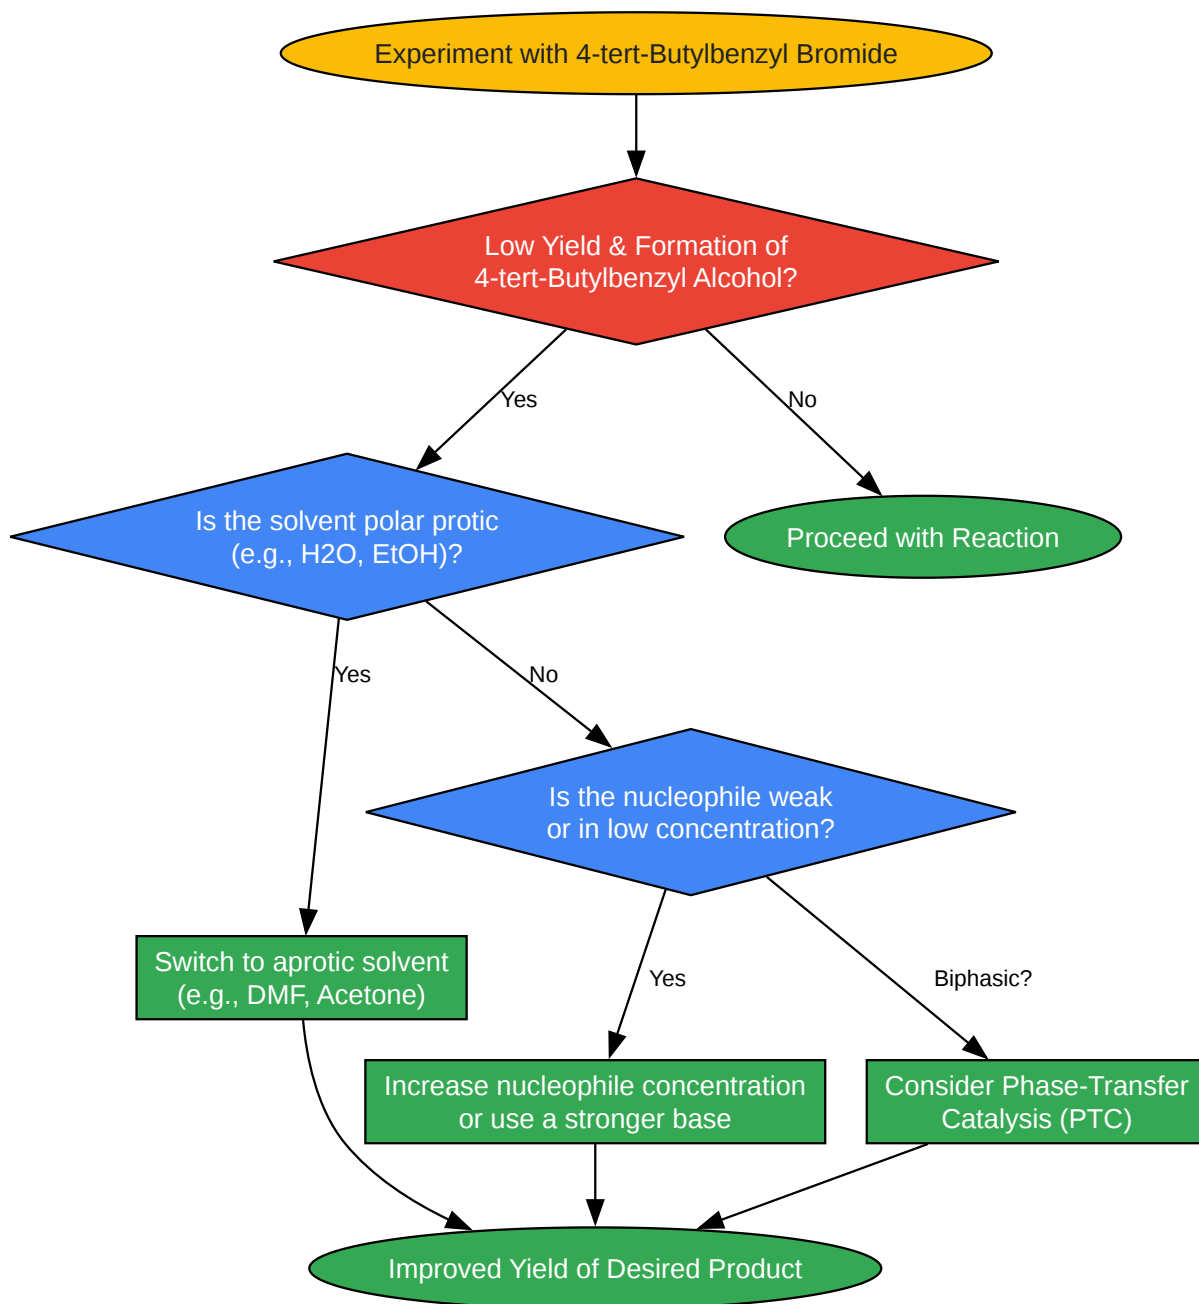 Experiment with 4-tert-Butylbenzyl Bromide
Low Yield & Formation of
4-tert-Butylbenzyl Alcohol?
Yes
No
Is the solvent polar protic
(e.g., H2O, EtOH)?
Proceed with Reaction
Yes
No
Is the nucleophile weak
or in low concentration?
Switch to aprotic solvent
(e.g., DMF, Acetone)
Yes
Biphasic?
Increase nucleophile concentration
or use a stronger base
Consider Phase-Transfer
Catalysis (PTC)
Improved Yield of Desired Product